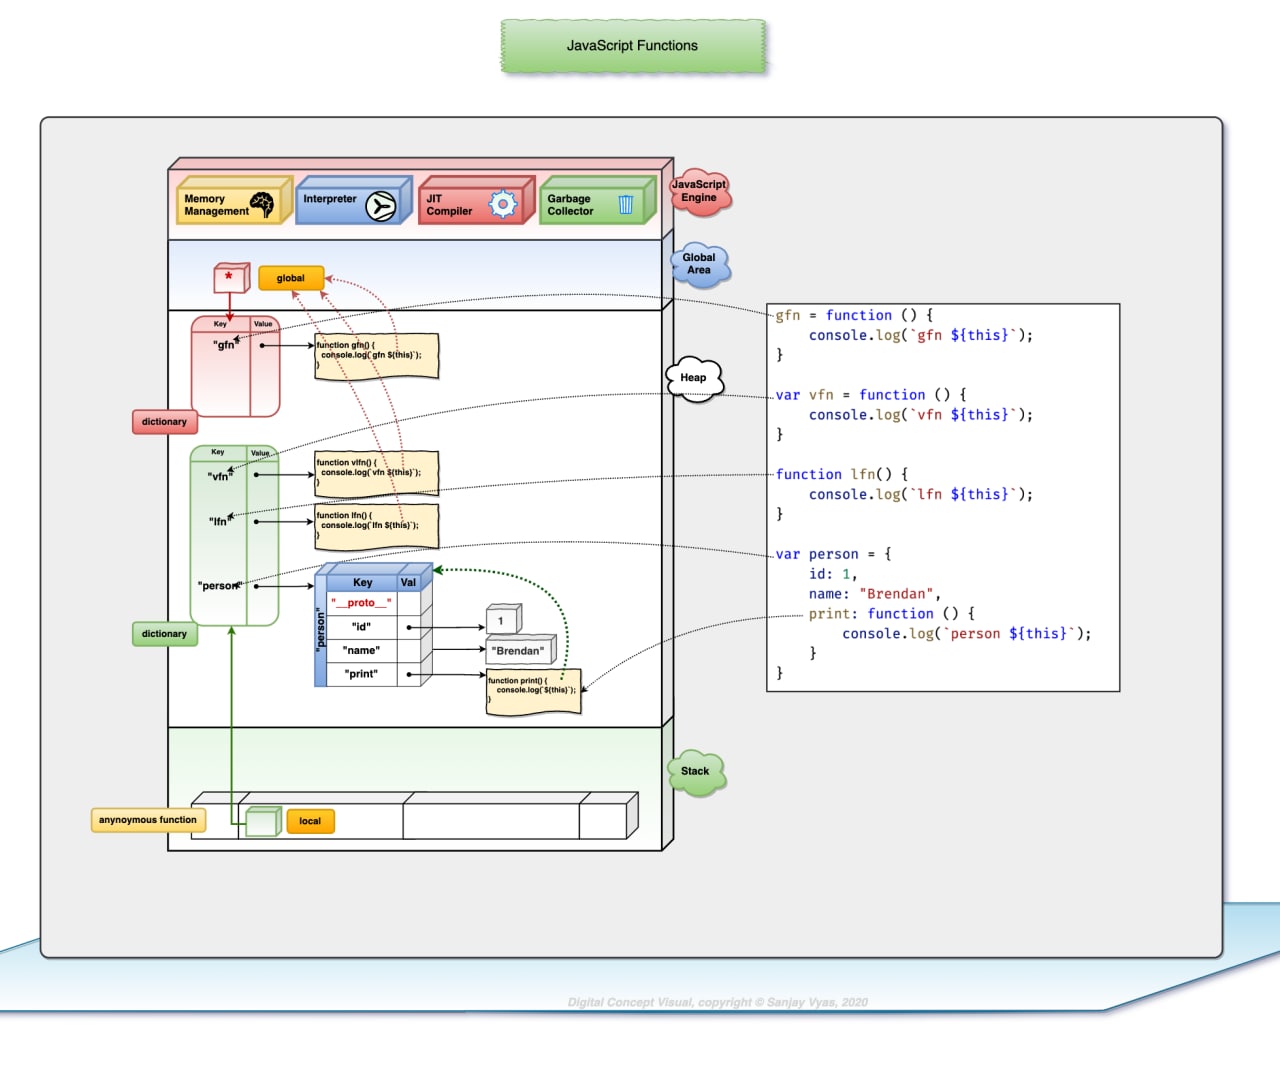 JavaScript Functions
Memory
Management
Interpreter
JIT
Compiler
Garbage
Collector
JavaScript
Engine
Global
Area
*
global
Key
Value
"gfn"
function gfn() {
console.log(`gfn ${this}`);
}
dictionary
Heap
Key
Value
"vfn"
function vlfn() {
console.log(`vfn ${this}`);
}
"lfn"
function lfn() {
console.log(`lfn ${this}`);
}
"person"
"person"
Key
Val
"__proto__"
"id"
1
"name"
"Brendan"
"print"
function print() {
console.log(`${this}`);
}
dictionary
Stack
anynoymous function
local
gfn = function () {
console.log(`gfn ${this}`);
}
var vfn = function () {
console.log(`vfn ${this}`);
}
function lfn() {
console.log(`lfn ${this}`);
}
var person = {
id: 1,
name: "Brendan",
print: function () {
console.log(`person ${this}`);
}
}
Digital Concept Visual, copyright © Sanjay Vyas, 2020